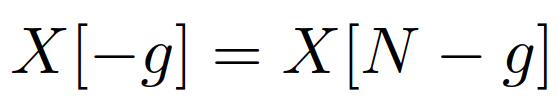 X[−g] = X[N − g]